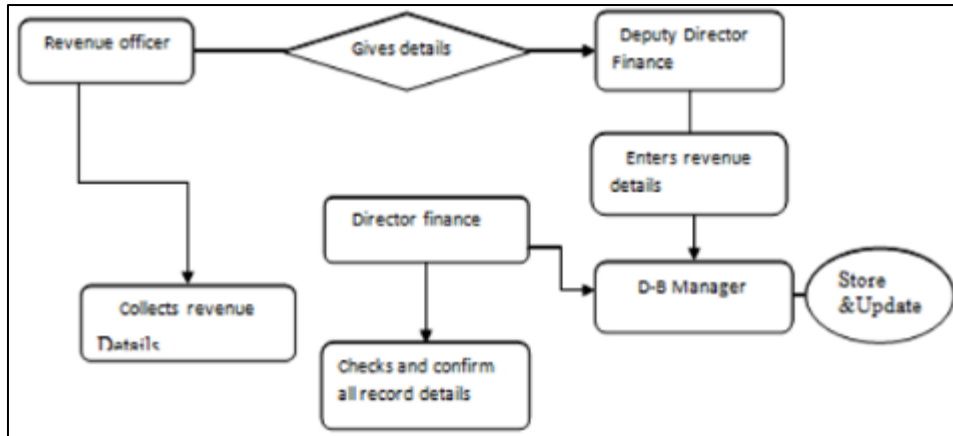 Revenue officer
Gives details
Deputy Director
Finance
Enters revenue
details
Director finance
D-B Manager
Store
&Update
Collects revenue
Details
Checks and confirm
all record details